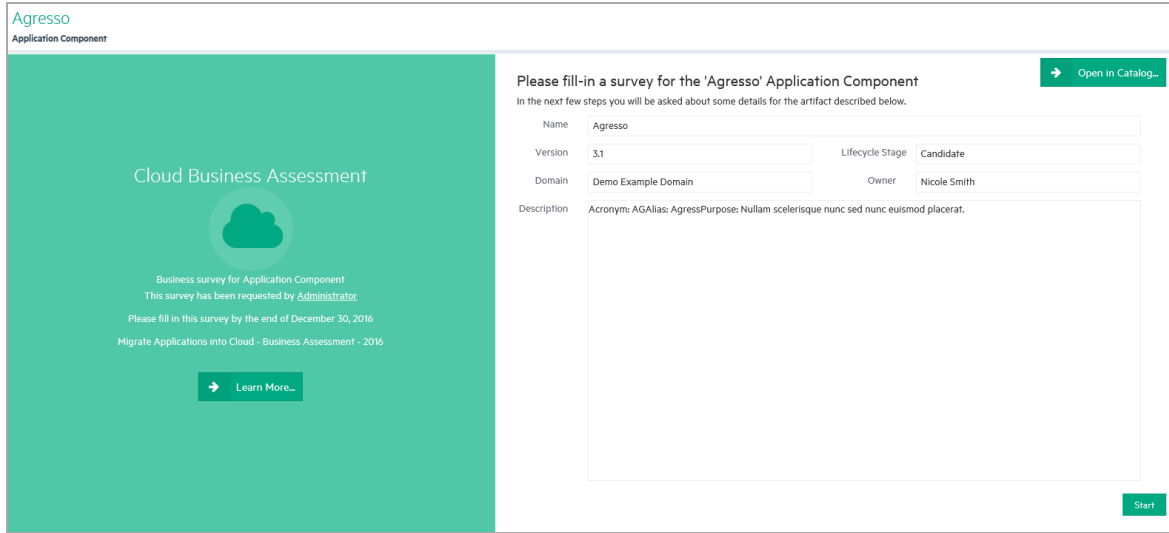 Agresso
Application Component
Cloud Business Assessment
Business survey for Application Component
This survey has been requested by Administrator
Please fill in this survey by the end of December 30, 2016
Migrate Applications into Cloud - Business Assessment - 2016
Learn More...
Open in Catalog...
Please fill-in a survey for the 'Agresso' Application Component
In the next few steps you will be asked about some details for the artifact described below.
Name Agresso
Version 3.1 Lifecycle Stage Candidate
Domain Demo Example Domain Owner Nicole Smith
Description Acronym: AGAlias: AgressPurpose: Nullam scelerisque nunc sed nunc euismod placerat.
Start